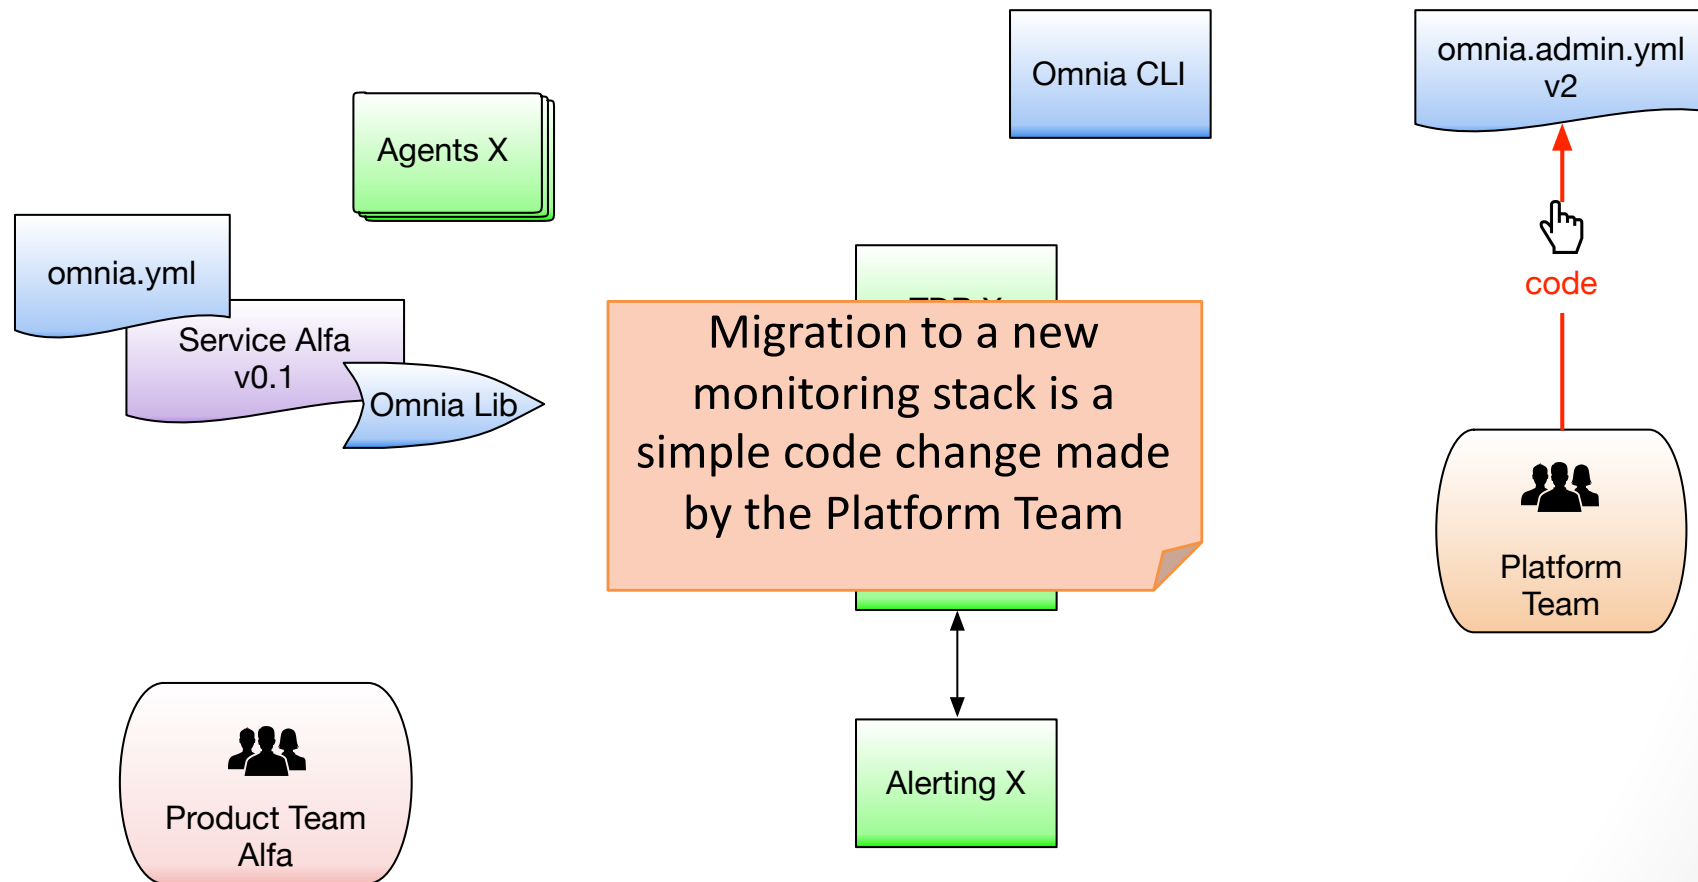 Omnia CLI
omnia.admin.yml
v2
Agents X
omnia.yml
Service Alfa
v0.1
Omnia Lib
code
Migration to a new
monitoring stack is a
simple code change made
by the Platform Team
Platform
Team
Alerting X
Product Team
Alfa